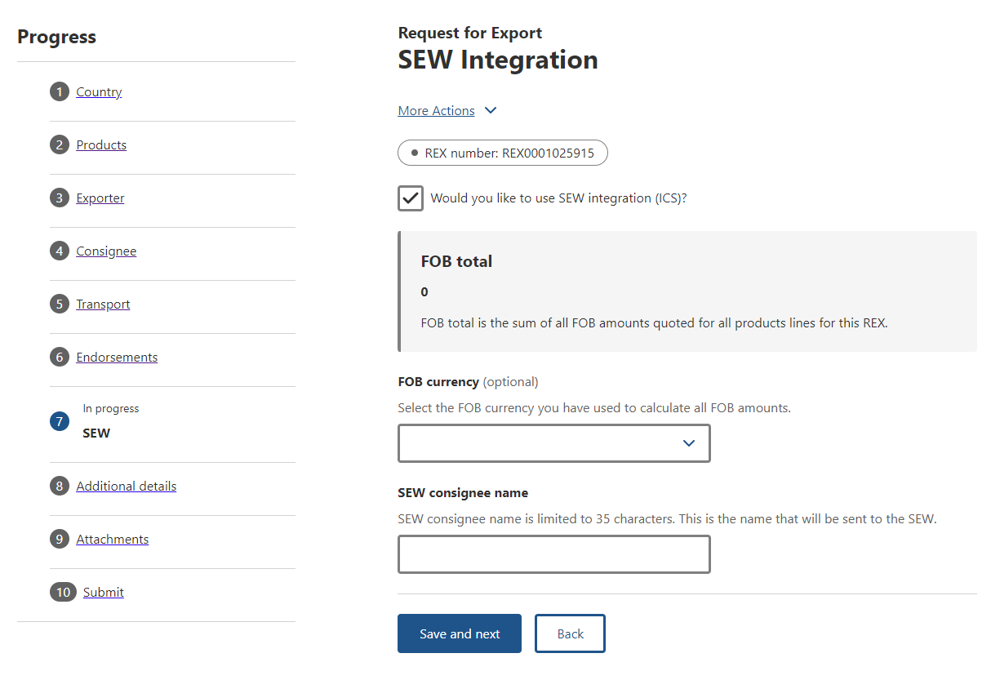 Progress
1 Country
2 Products
3 Exporter
4 Consignee
5 Transport
6 Endorsements
In progress
7 SEW
8 Additional details
9 Attachments
10 Submit
Request for Export
SEW Integration
More Actions
REX number: REX0001025915
Would you like to use SEW integration (ICS)?
FOB total
0
FOB total is the sum of all FOB amounts quoted for all products lines for this REX.
FOB currency (optional)
Select the FOB currency you have used to calculate all FOB amounts.
SEW consignee name
SEW consignee name is limited to 35 characters. This is the name that will be sent to the SEW.
Save and next Back